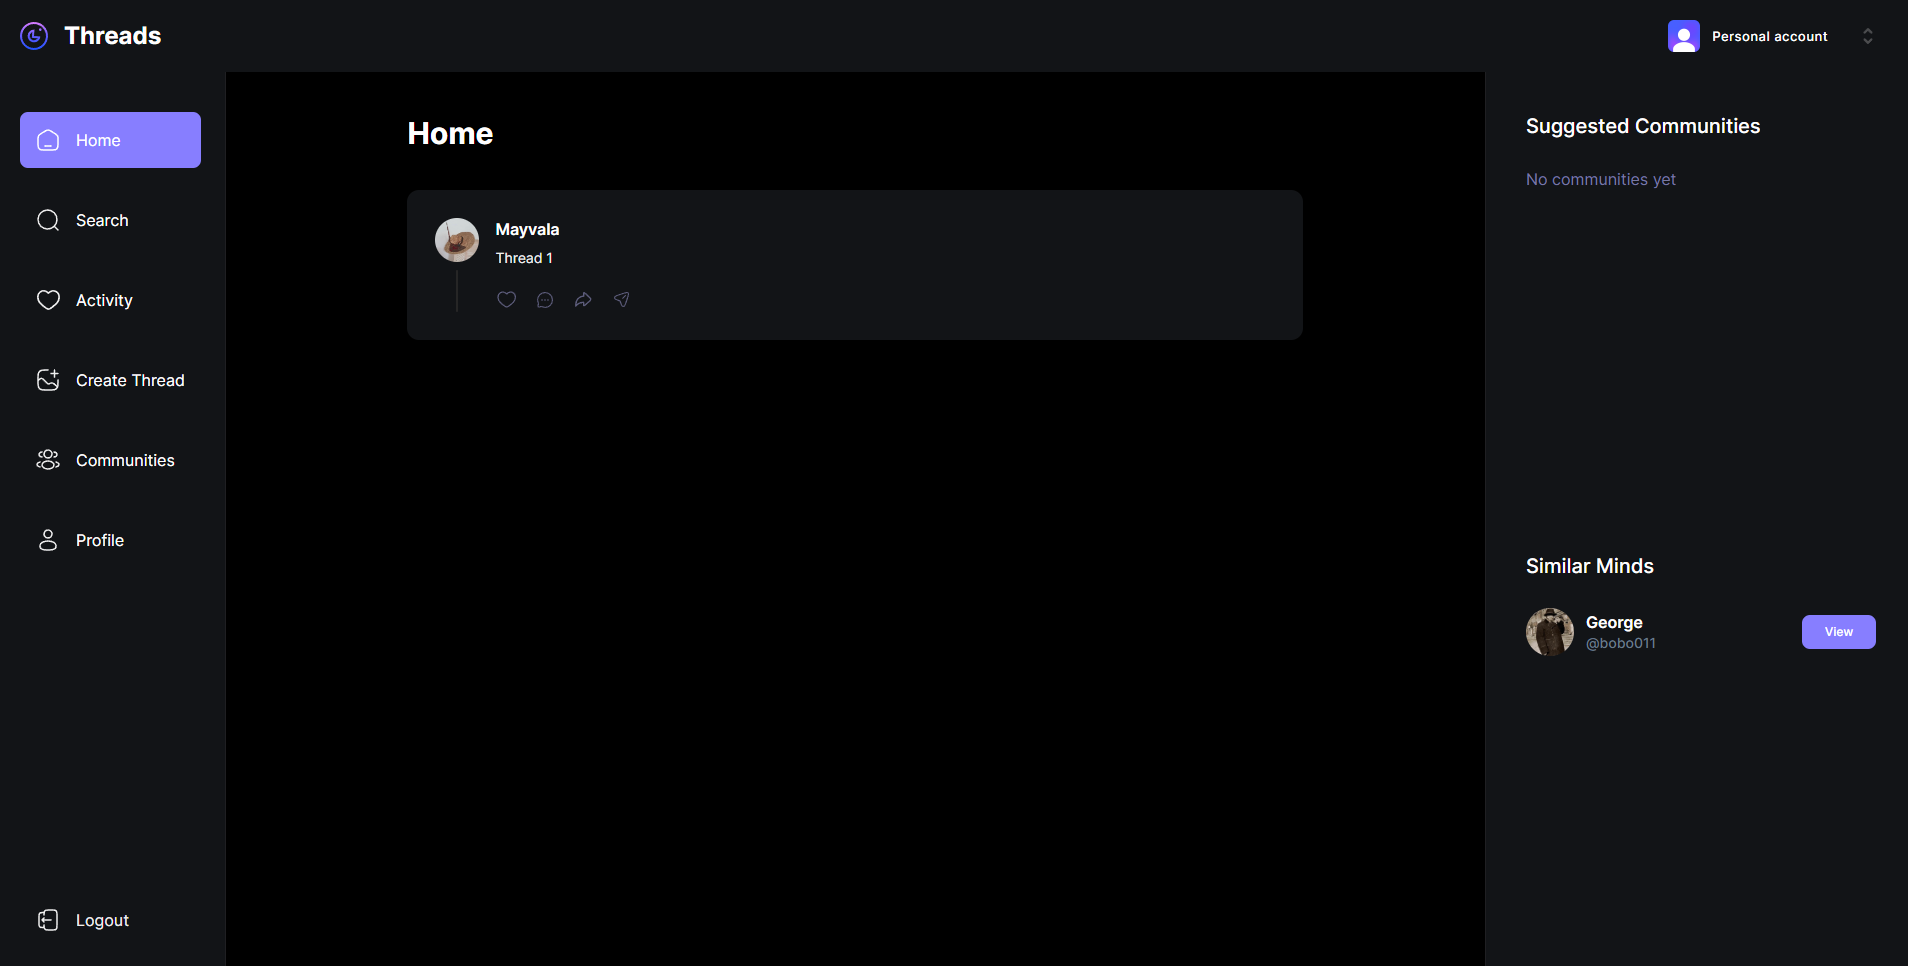 Threads
Personal account
Home
Search
Activity
Create Thread
Communities
Profile
Logout
Home
Mayvala
Thread 1
Suggested Communities
No communities yet
Similar Minds
George
@bobo011
View